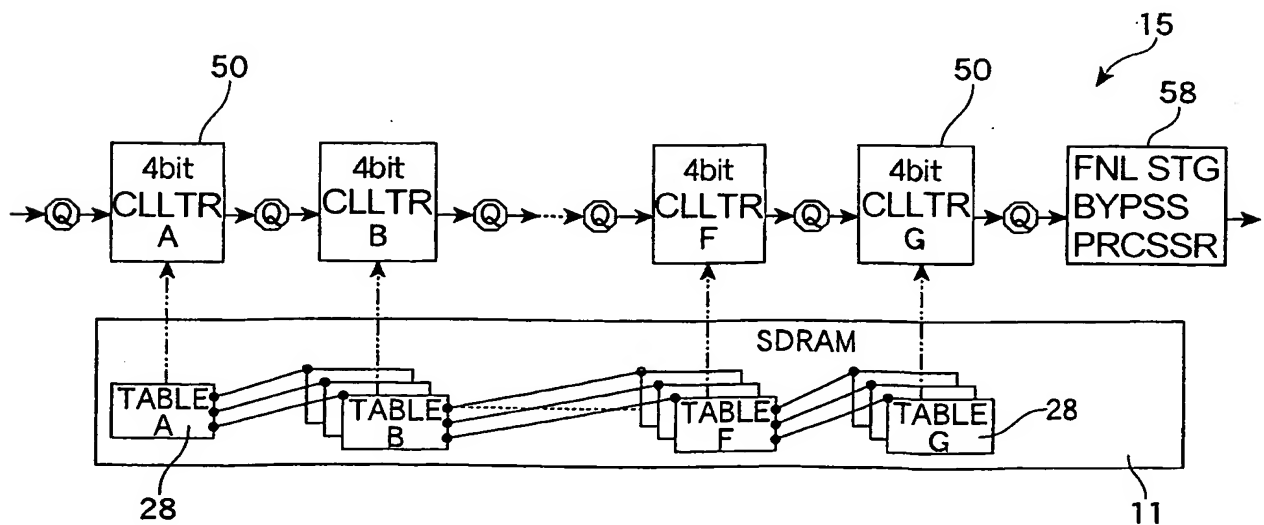 15
50
50
58
4bit
CLLTR
A
4bit
CLLTR
B
4bit
CLLTR
F
4bit
CLLTR
G
FNL STG
BYPSS
PRCSSR
Q
Q
Q
Q
Q
Q
SDRAM
TABLE
A
TABLE
B
TABLE
F
TABLE
G
28
28
11